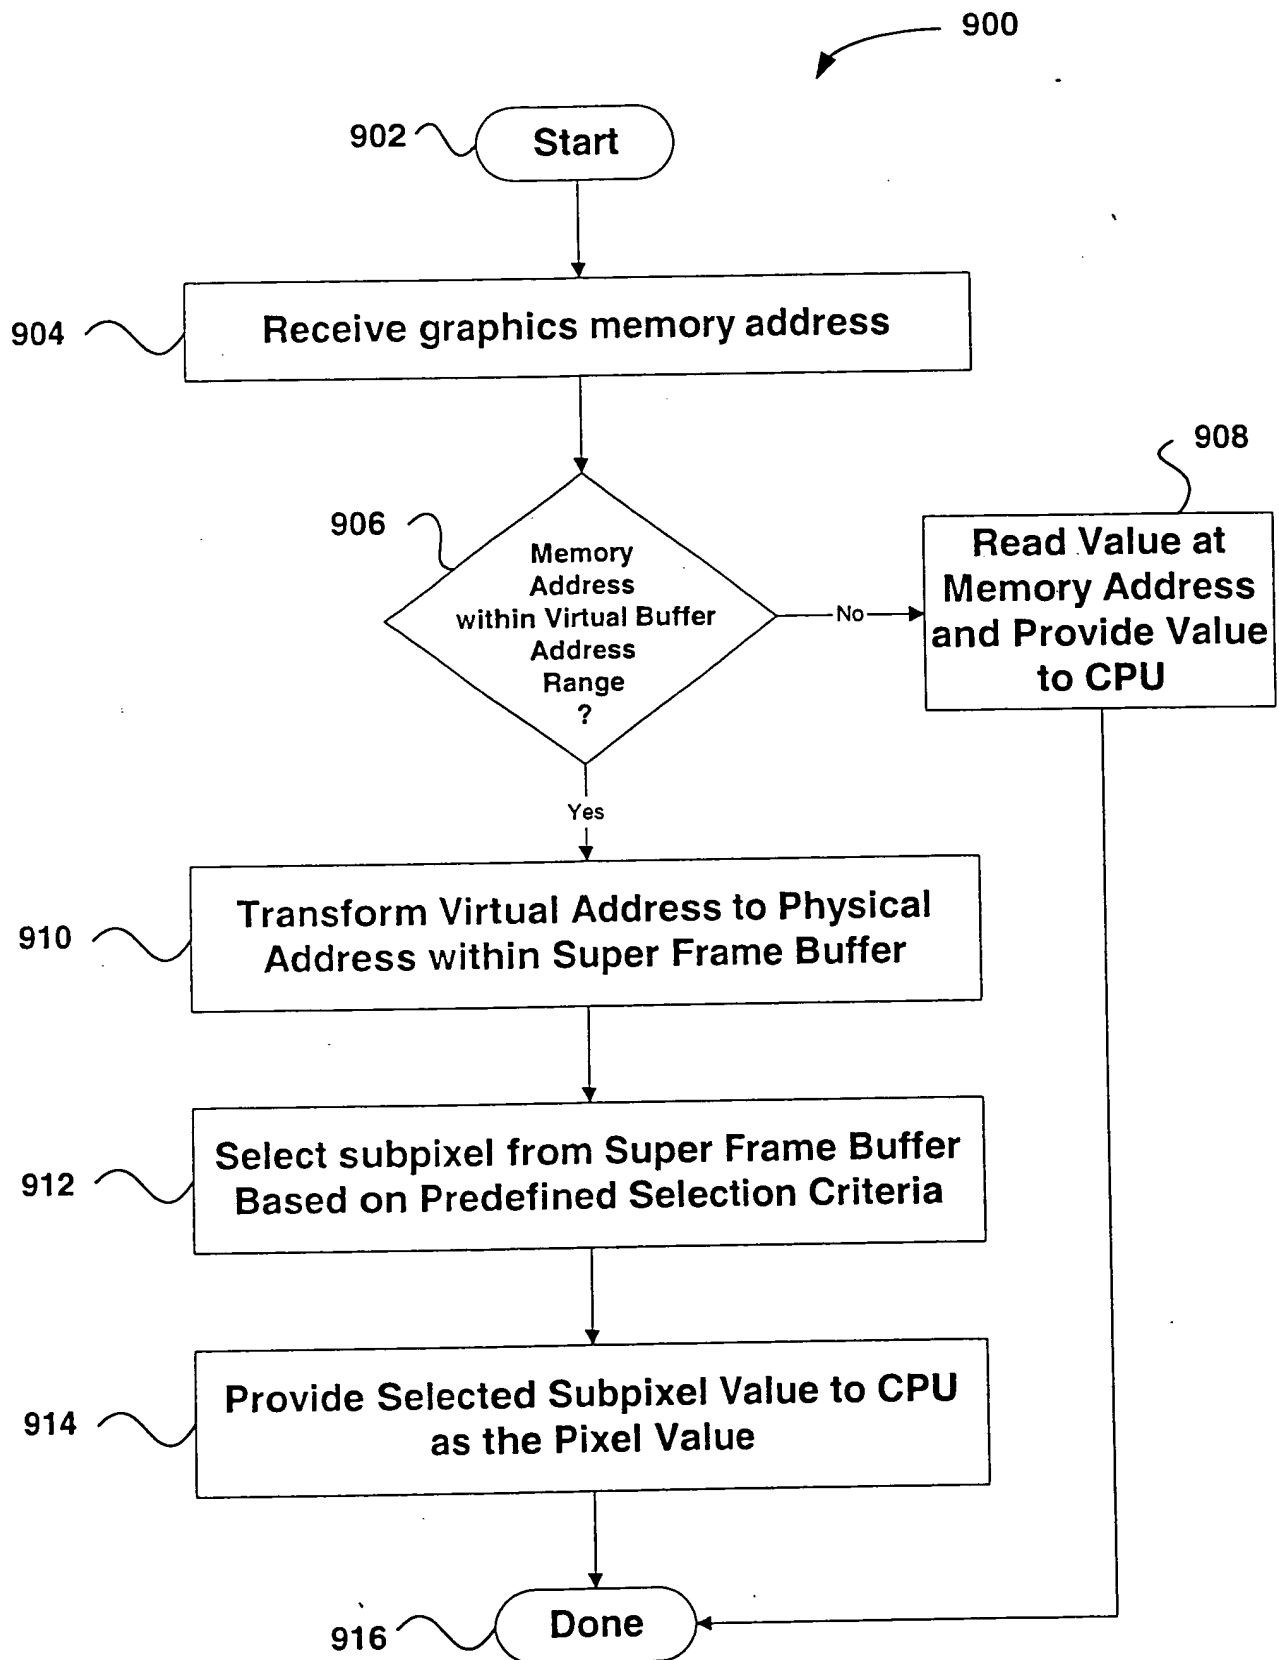 900
902
Start
904
Receive graphics memory address
906
Memory
Address
within Virtual Buffer
Address
Range
?
No
908
Read Value at
Memory Address
and Provide Value
to CPU
Yes
910
Transform Virtual Address to Physical
Address within Super Frame Buffer
912
Select subpixel from Super Frame Buffer
Based on Predefined Selection Criteria
914
Provide Selected Subpixel Value to CPU
as the Pixel Value
916
Done